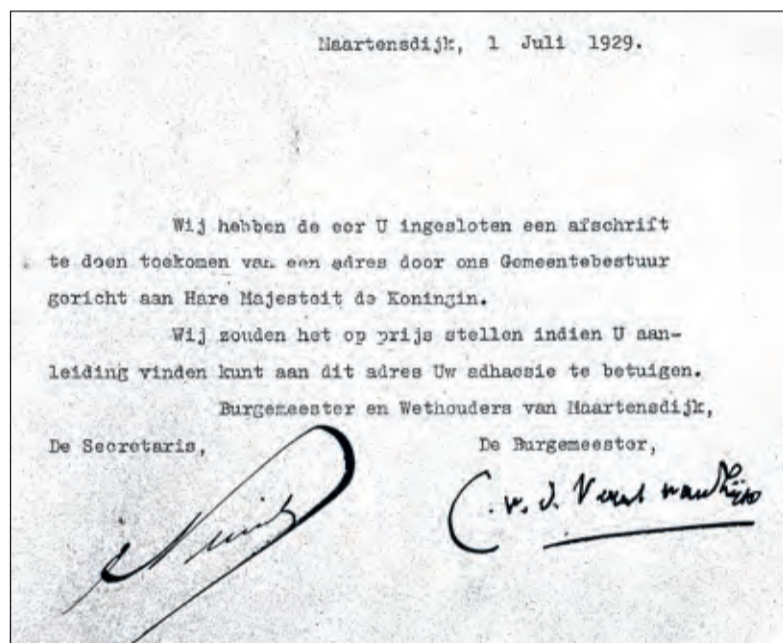 Maartensdijk, 1 Juli 1929.
Wij hebben de eer U ingesloten een afschrift
te doen toekomen van een adres door ons Gemeentebestuur
gericht aan Hare Majesteit de Koningin.
Wij zouden het op prijs stellen indien U aan-
leiding vinden kunt aan dit adres Uw adhaesie te betuigen.
Burgemeester en Wethouders van Maartensdijk,
De Secretaris, De Burgemeester,